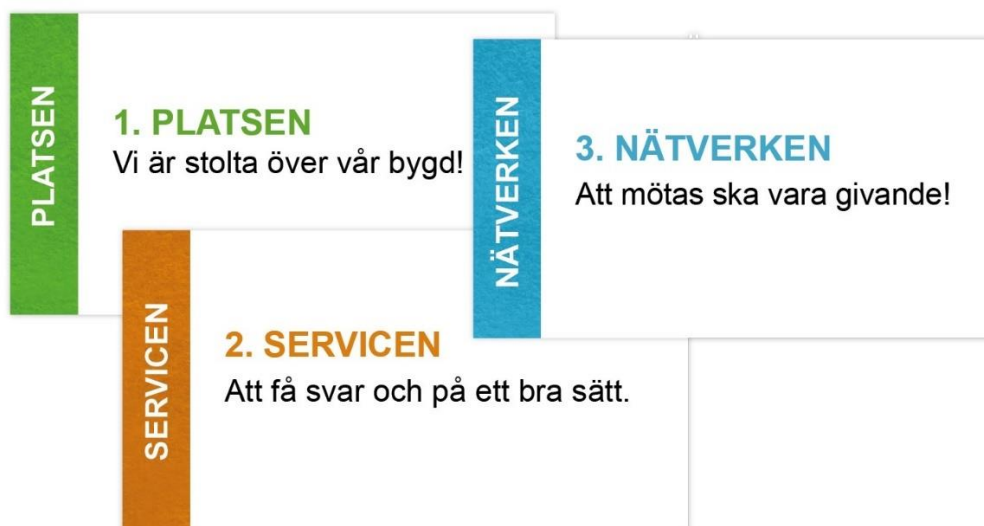 PLATSEN
1. PLATSEN
Vi är stolta över vår bygd!
SERVICEN
2. SERVICEN
Att få svar och på ett bra sätt.
NÄTVERKEN
3. NÄTVERKEN
Att mötas ska vara givande!